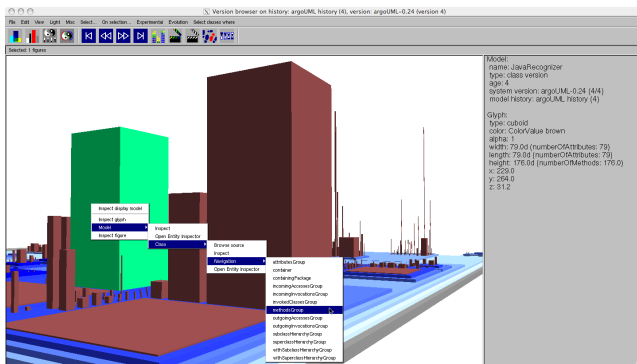 Version browser on history: argoUML history (4), version: argoUML-0.24 (version 4)
File Edit View Light Misc Select... On selection... Experimental Evolution Select classes where
Selected: 1 figures
Model:
name: JavaRecognizer
type: class version
age: 4
system version: argoUML-0.24 (4/4)
model history: argoUML history (4)
Glyph:
type: cuboid
color: ColorValue brown
alpha: 1
width: 79.0d (numberOfAttributes: 79)
length: 79.0d (numberOfAttributes: 79)
height: 176.0d (numberOfMethods: 176.0)
x: 229.0
y: 264.0
z: 31.2
Inspect display model
Inspect glyph
Model
Inspect figure
Inspect
Open Entity Inspector
Class
Browse source
Inspect
Navigation
Open Entity Inspector
attributesGroup
container
containingPackage
incomingAccessesGroup
incomingInvocationsGroup
invokedClassesGroup
methodsGroup
outgoingAccessesGroup
outgoingInvocationsGroup
subclassHierarchyGroup
superclassHierarchyGroup
withSubclassHierarchyGroup
withSuperclassHierarchyGroup